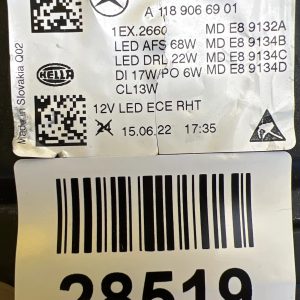 A 118 906 69 01
1EX.2660 MD E8 9132A
LED AFS 68W MD E8 9134B
LED DRL 22W MD E8 9134C
DI 17W/PO 6W MD E8 9134D
CL13W
HELLA
12V LED ECE RHT
15.06.22 17:35
Made in Slovakia Q02
28519